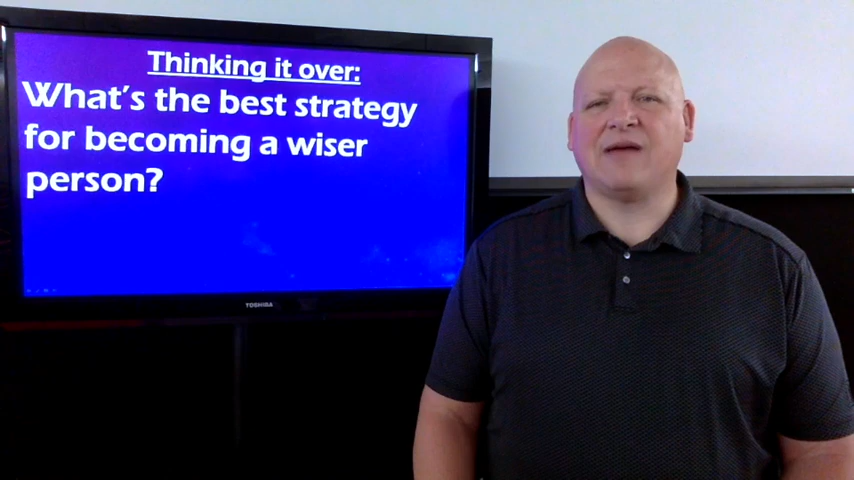 Thinking it over:
What's the best strategy
for becoming a wiser
person?
TOSHIBA